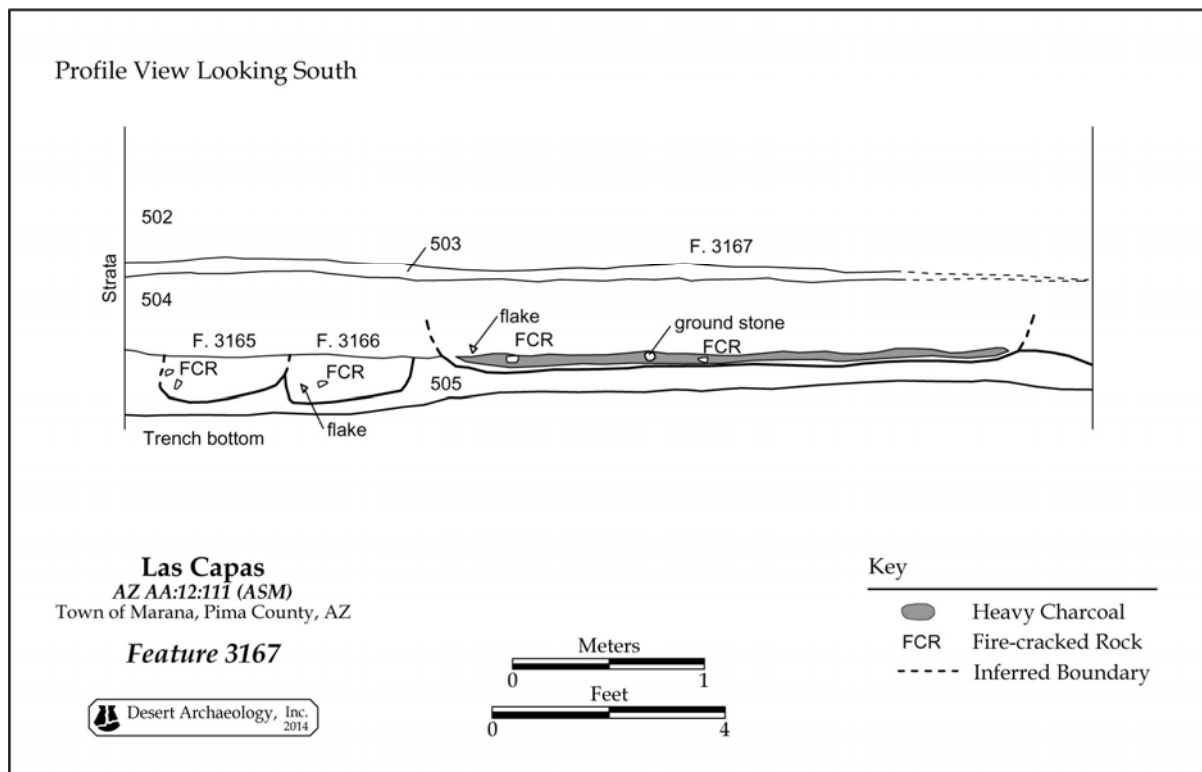 Profile View Looking South
502
503
F. 3167
Strata
504
flake
ground stone
F. 3165
F. 3166
FCR
FCR
FCR
FCR
505
flake
Trench bottom
Las Capas
AZ AA:12:111 (ASM)
Town of Marana, Pima County, AZ
Feature 3167
Desert Archaeology, Inc.
2014
Meters
0 1
Feet
0 4
Key
Heavy Charcoal
FCR Fire-cracked Rock
Inferred Boundary